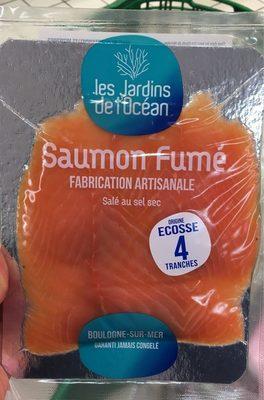 les Jardins
de l'Océan
Saumon Fumé
FABRICATION ARTISANALE
Salé au sel sec
ORIGINE
ECOSSE
4
TRANCHES
BOULOGNE-SUR-MER
GARANTI JAMAIS CONGELÉ